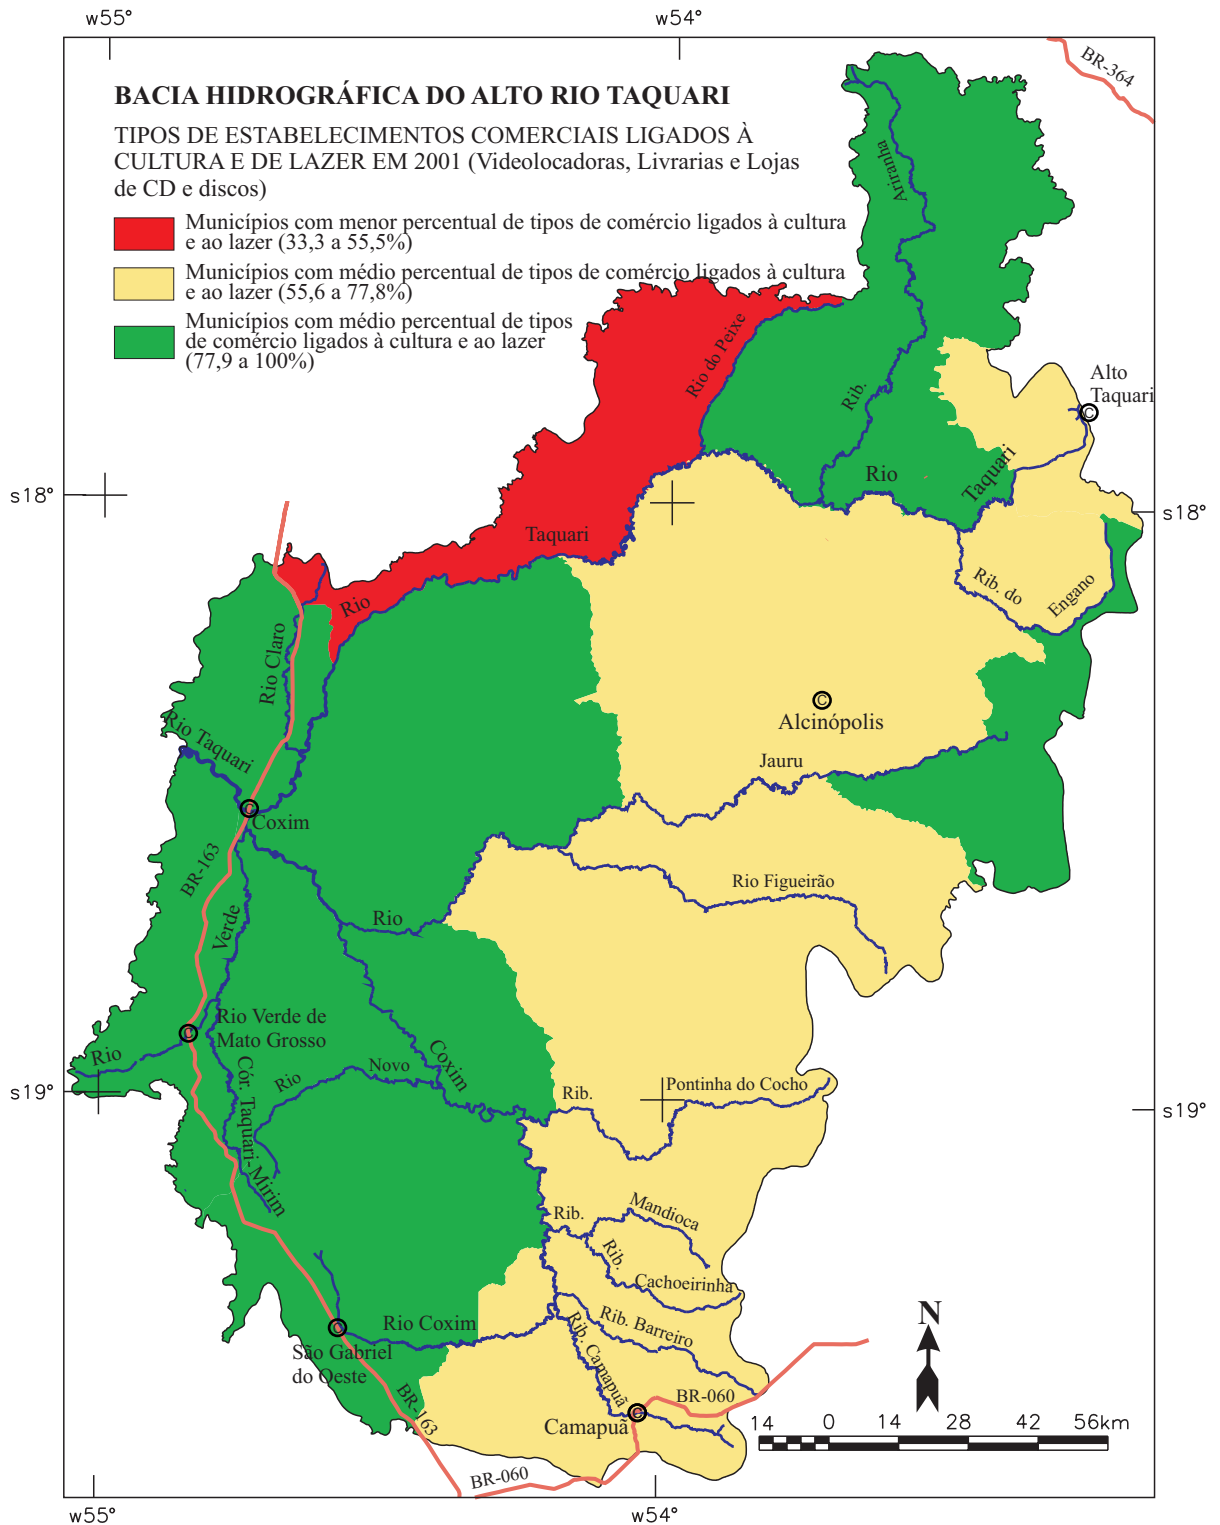 w55°
w54°
BR-364
BACIA HIDROGRÁFICA DO ALTO RIO TAQUARI
TIPOS DE ESTABELECIMENTOS COMERCIAIS LIGADOS À
CULTURA E DE LAZER EM 2001 (Videolocadoras, Livrarias e Lojas
de CD e discos)
Municípios com menor percentual de tipos de comércio ligados à cultura
e ao lazer (33,3 a 55,5%)
Municípios com médio percentual de tipos de comércio ligados à cultura
e ao lazer (55,6 a 77,8%)
Municípios com médio percentual de tipos
de comércio ligados à cultura e ao lazer
(77,9 a 100%)
Ariranha
Rio do Peixe
Rib.
Alto
Taquari
C
Rio
Taquari
s18°
s18°
Taquari
Rio
Rib. do
Engano
Rio Claro
C
Alcinópolis
Rio Taquari
Jauru
C
Coxim
BR-163
Rio Figueirão
Verde
Rio
C
Rio Verde de
Mato Grosso
Rio
Coxim
Novo
Rio
Cór. Taquari-Mirim
Pontinha do Cocho
Rib.
s19°
s19°
Rib.
Mandioca
Rib.
Cachoeirinha
Rib. Barreiro
Rio Coxim
C
São Gabriel
do Oeste
Rib. Camapuã
N
BR-163
BR-060
C
Camapuã
14 0 14 28 42 56km
BR-060
w55°
w54°